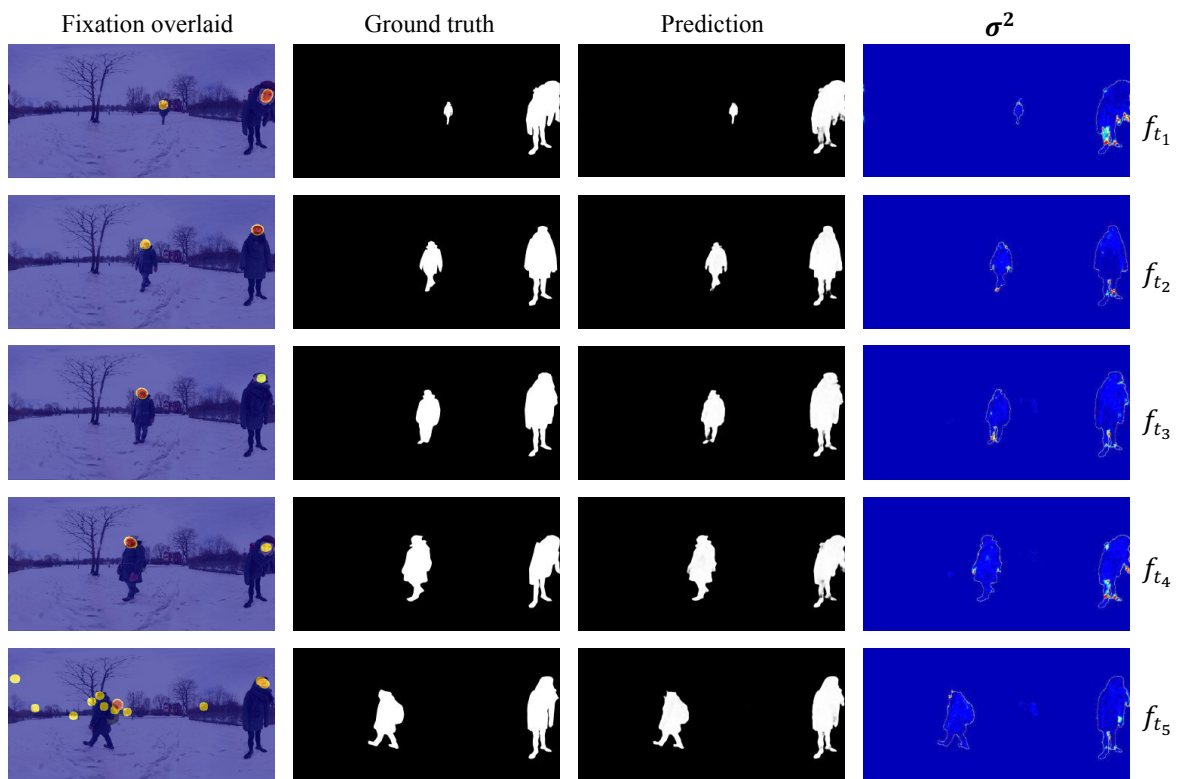 Fixation overlaid Ground truth Prediction σ²
f_{t_1}
f_{t_2}
f_{t_3}
f_{t_4}
f_{t_5}